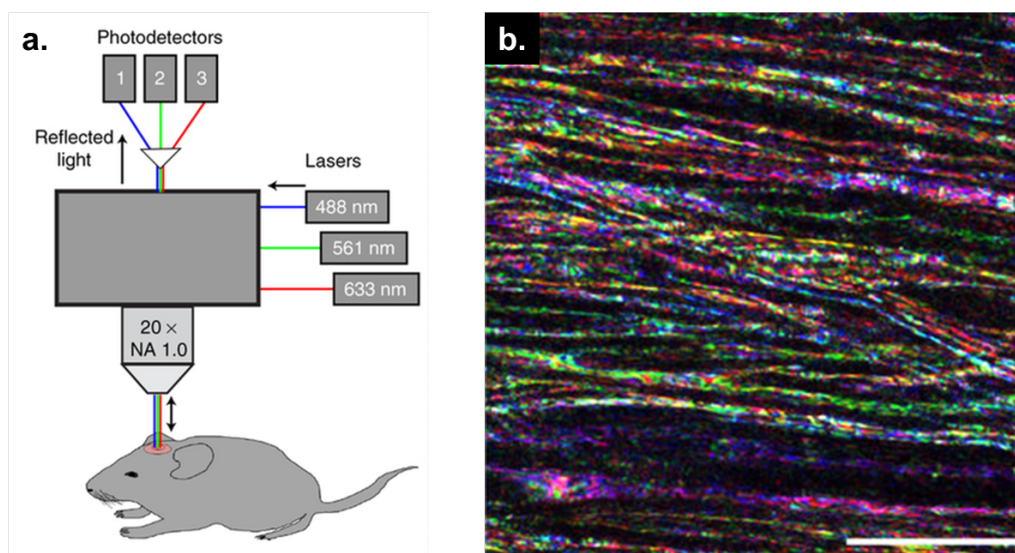 a.
Photodetectors
1 2 3
Reflected
light
Lasers
488 nm
561 nm
633 nm
20 ×
NA 1.0
b.